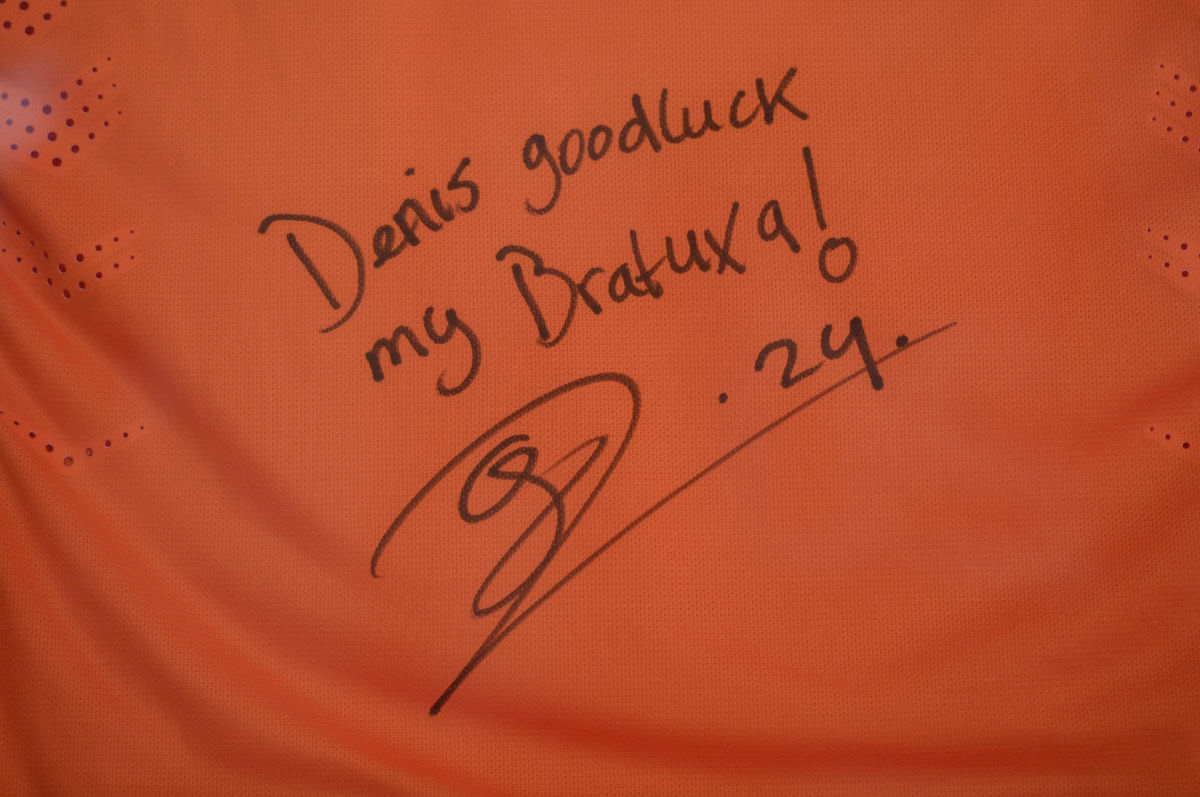 Denis goodluck
my Bratuxa!
.24.